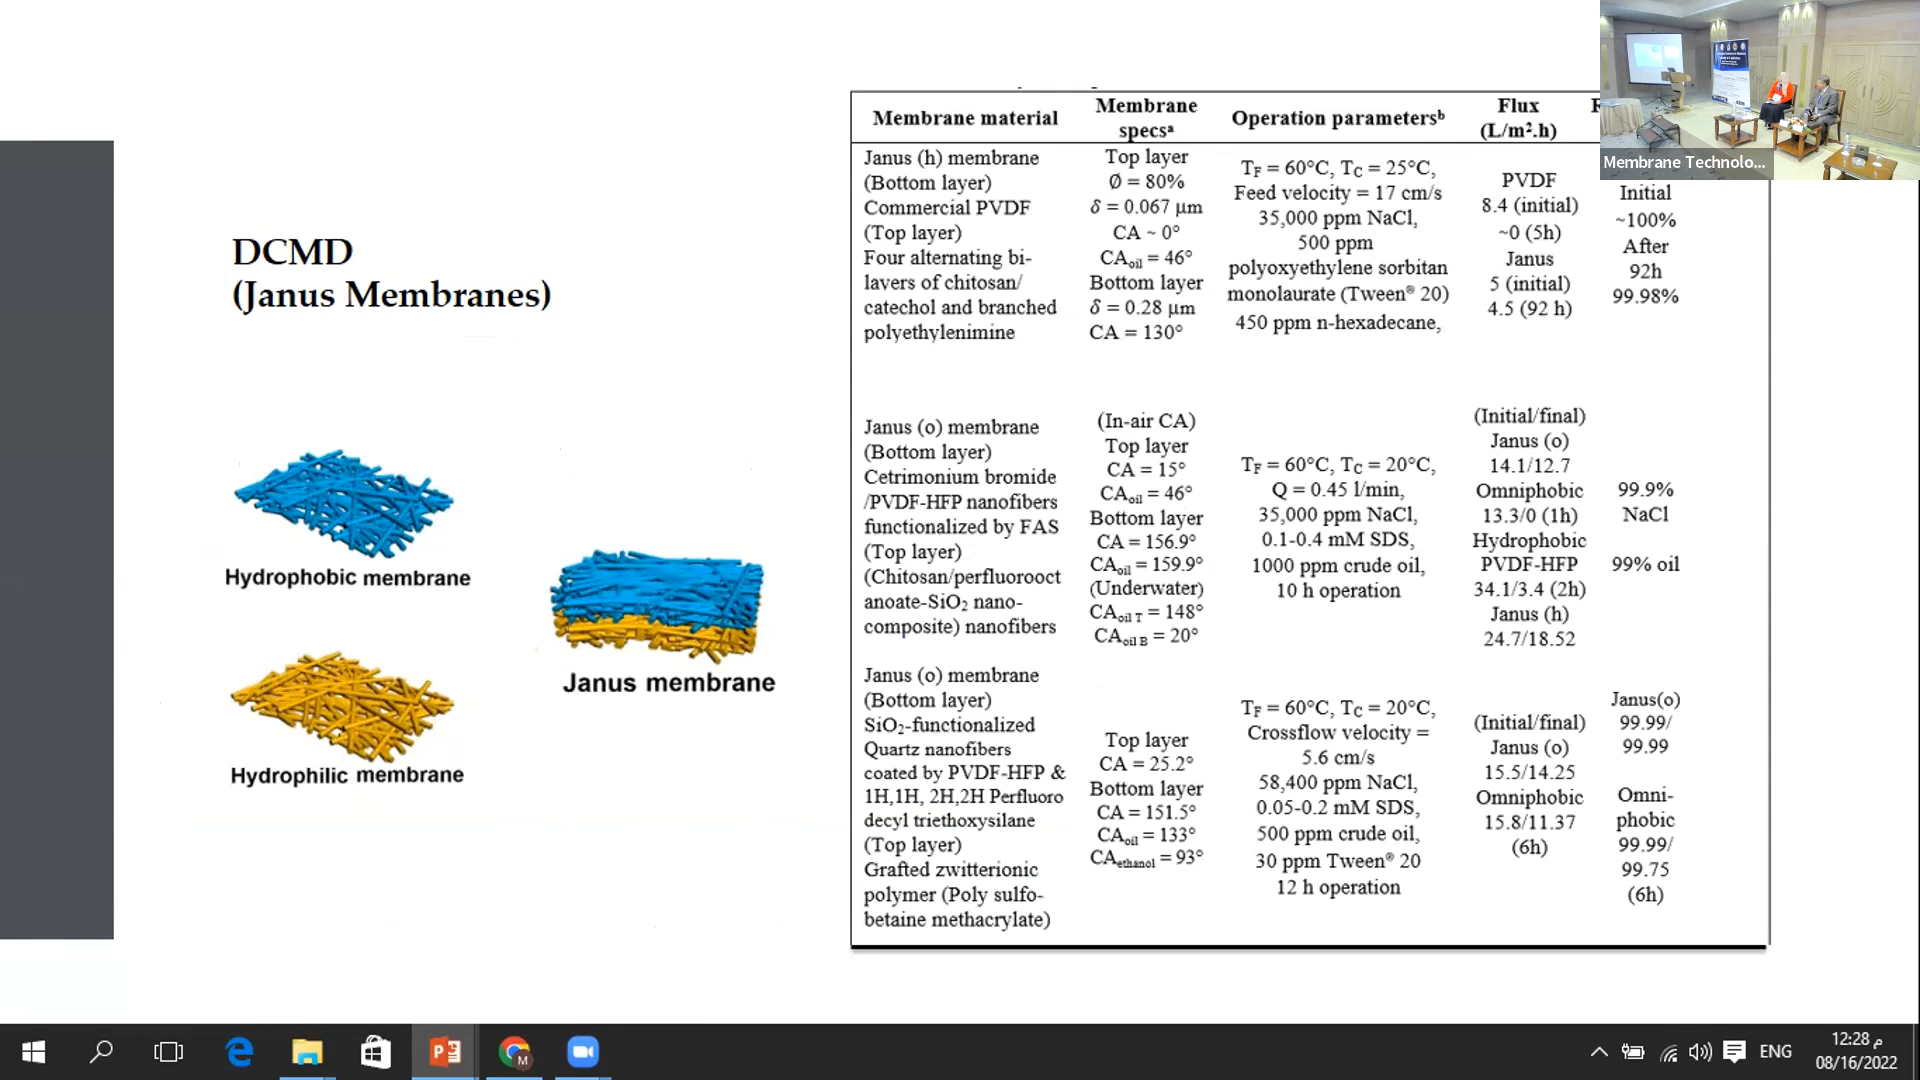 DCMD
(Janus Membranes)
Hydrophobic membrane
Hydrophilic membrane
Janus membrane
Membrane material
Membrane specsᵃ
Operation parametersᵇ
Flux
(L/m².h)
Janus (h) membrane
(Bottom layer)
Commercial PVDF
(Top layer)
Four alternating bi-
layers of chitosan/
catechol and branched
polyethylenimine
Top layer
Ø = 80%
δ = 0.067 µm
CA ~ 0°
CAoil = 46°
Bottom layer
δ = 0.28 µm
CA = 130°
TF = 60°C, TC = 25°C,
Feed velocity = 17 cm/s
35,000 ppm NaCl,
500 ppm
polyoxyethylene sorbitan
monolaurate (Tween® 20)
450 ppm n-hexadecane,
PVDF
8.4 (initial)
~0 (5h)
Janus
5 (initial)
4.5 (92 h)
Initial
~100%
After
92h
99.98%
Janus (o) membrane
(Bottom layer)
Cetrimonium bromide
/PVDF-HFP nanofibers
functionalized by FAS
(Top layer)
(Chitosan/perfluorooct
anoate-SiO₂ nano-
composite) nanofibers
(In-air CA)
Top layer
CA = 15°
CAoil = 46°
Bottom layer
CA = 156.9°
CAoil = 159.9°
(Underwater)
CAoil T = 148°
CAoil B = 20°
TF = 60°C, TC = 20°C,
Q = 0.45 l/min,
35,000 ppm NaCl,
0.1-0.4 mM SDS,
1000 ppm crude oil,
10 h operation
(Initial/final)
Janus (o)
14.1/12.7
Omniphobic
13.3/0 (1h)
Hydrophobic
PVDF-HFP
34.1/3.4 (2h)
Janus (h)
24.7/18.52
99.9%
NaCl
99% oil
Janus (o) membrane
(Bottom layer)
SiO₂-functionalized
Quartz nanofibers
coated by PVDF-HFP &
1H,1H, 2H,2H Perfluoro
decyl triethoxysilane
(Top layer)
Grafted zwitterionic
polymer (Poly sulfo-
betaine methacrylate)
Top layer
CA = 25.2°
Bottom layer
CA = 151.5°
CAoil = 133°
CAethanol = 93°
TF = 60°C, TC = 20°C,
Crossflow velocity =
5.6 cm/s
58,400 ppm NaCl,
0.05-0.2 mM SDS,
500 ppm crude oil,
30 ppm Tween® 20
12 h operation
(Initial/final)
Janus (o)
15.5/14.25
Omniphobic
15.8/11.37
(6h)
Janus(o)
99.99/
99.99
Omni-
phobic
99.99/
99.75
(6h)
Membrane Technolo...
ENG
12:28 م
08/16/2022